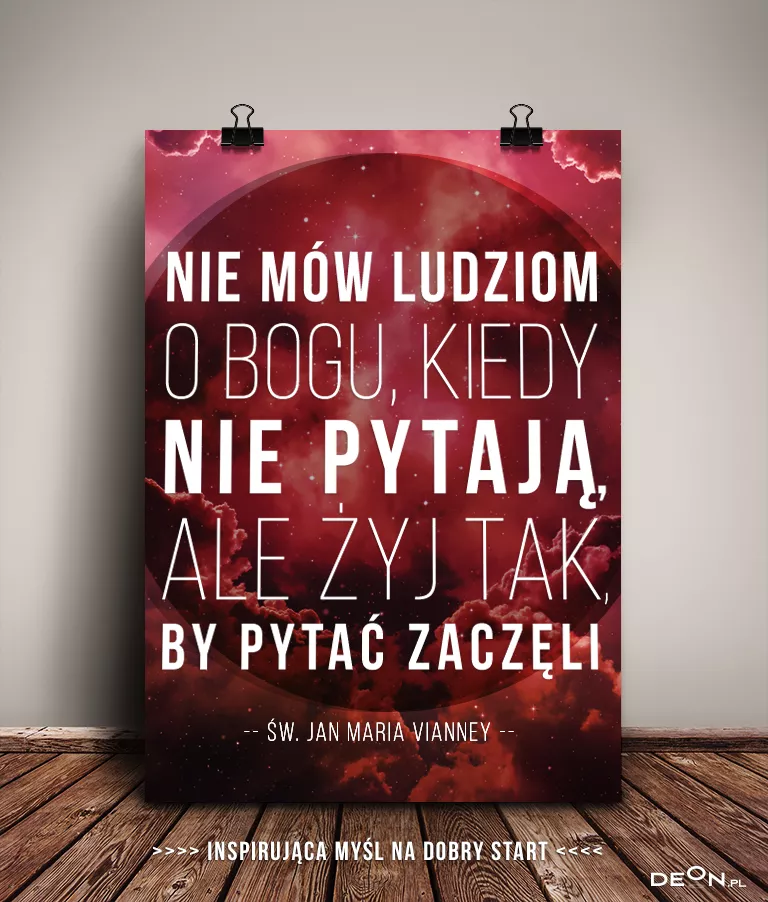 NIE MÓW LUDZIOM
O BOGU, KIEDY
NIE PYTAJĄ,
ALE ŻYJ TAK,
BY PYTAĆ ZACZĘLI
-- ŚW. JAN MARIA VIANNEY --
>>>> INSPIRUJĄCA MYŚL NA DOBRY START <<<<
DEON.PL